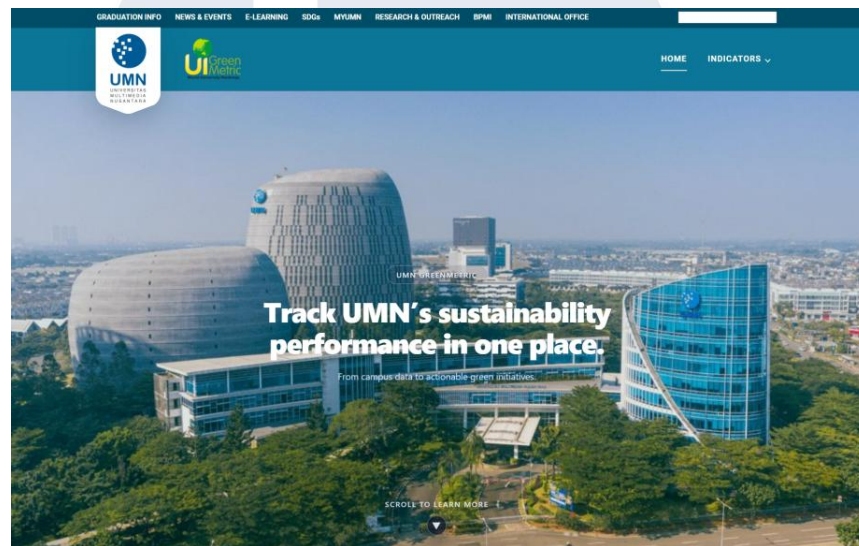 GRADUATION INFO NEWS & EVENTS E-LEARNING SDGs MYUMN RESEARCH & OUTREACH BPMI INTERNATIONAL OFFICE
UMN
UNIVERSITAS
MULTIMEDIA
NUSANTARA
UI Green
Metric
HOME INDICATORS
UMN
UMN GREENMETRIC
Track UMN´s sustainability
performance in one place.
From campus data to actionable green initiatives.
SCROLL TO LEARN MORE